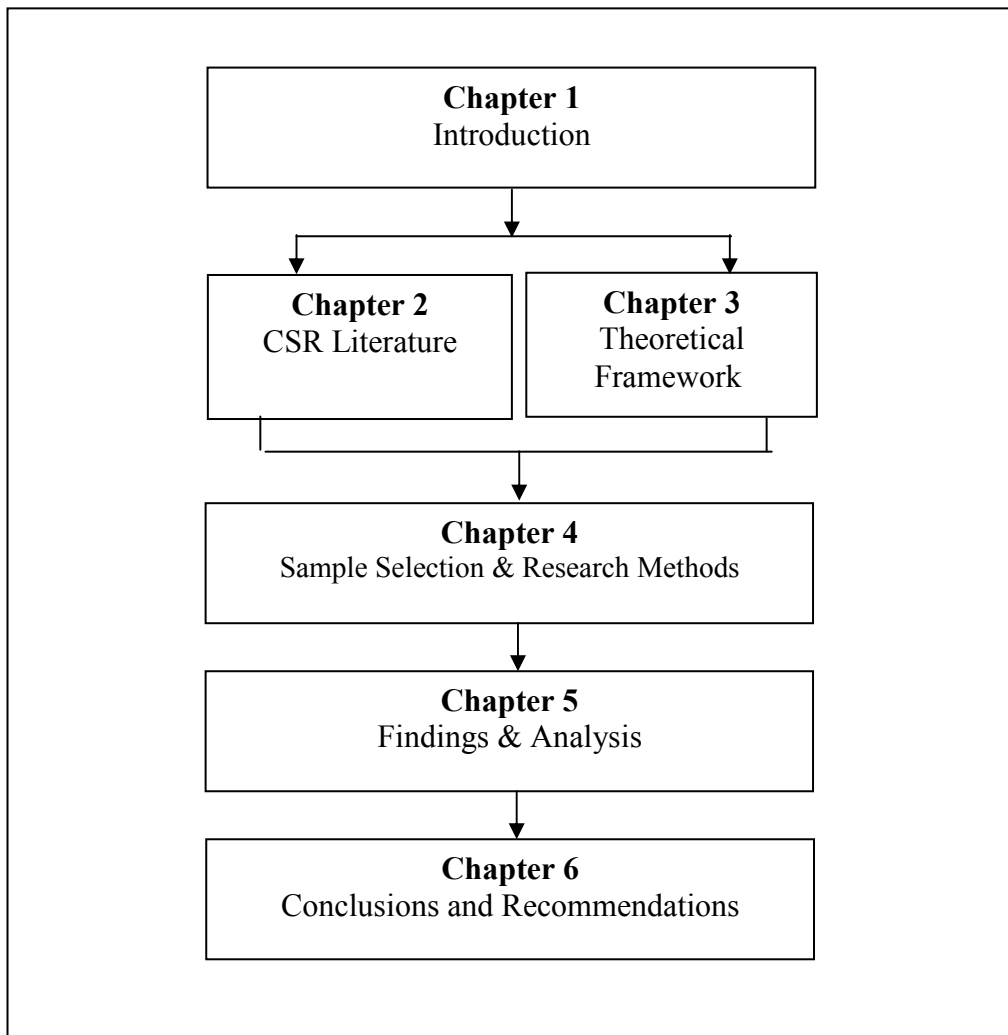 Chapter 1
Introduction
Chapter 2
CSR Literature
Chapter 3
Theoretical
Framework
Chapter 4
Sample Selection & Research Methods
Chapter 5
Findings & Analysis
Chapter 6
Conclusions and Recommendations